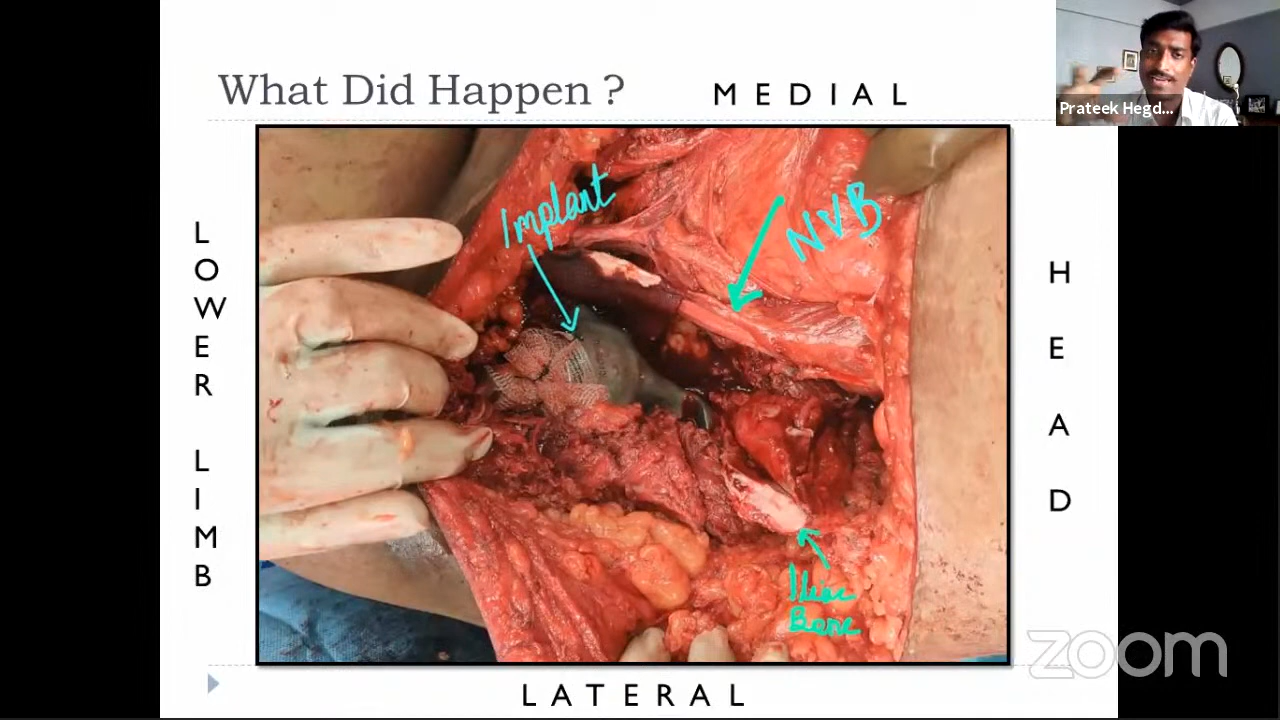 What Did Happen ?
MEDIAL
Prateek Hegd...
LOWER LIMB
Implant
NVB
HEAD
Iliac
Bone
LATERAL
zoom